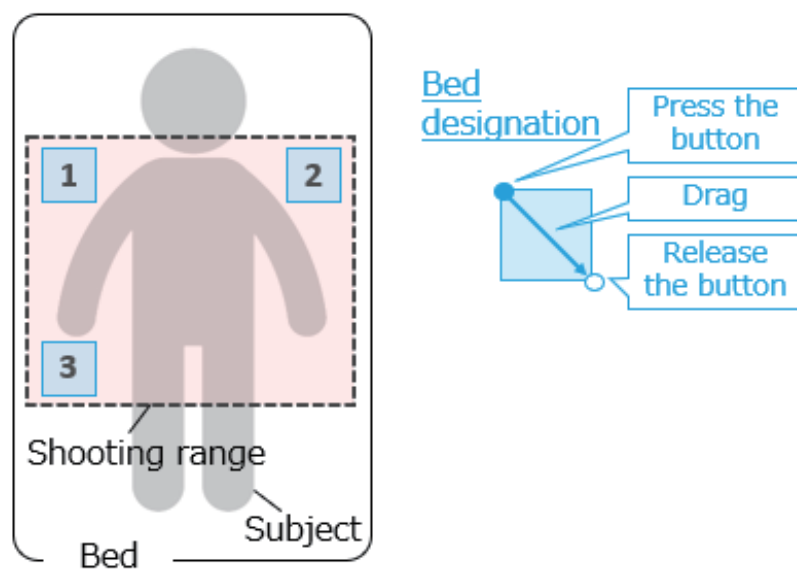 1
2
3
Shooting range
Subject
Bed
Bed
designation
Press the
button
Drag
Release
the button